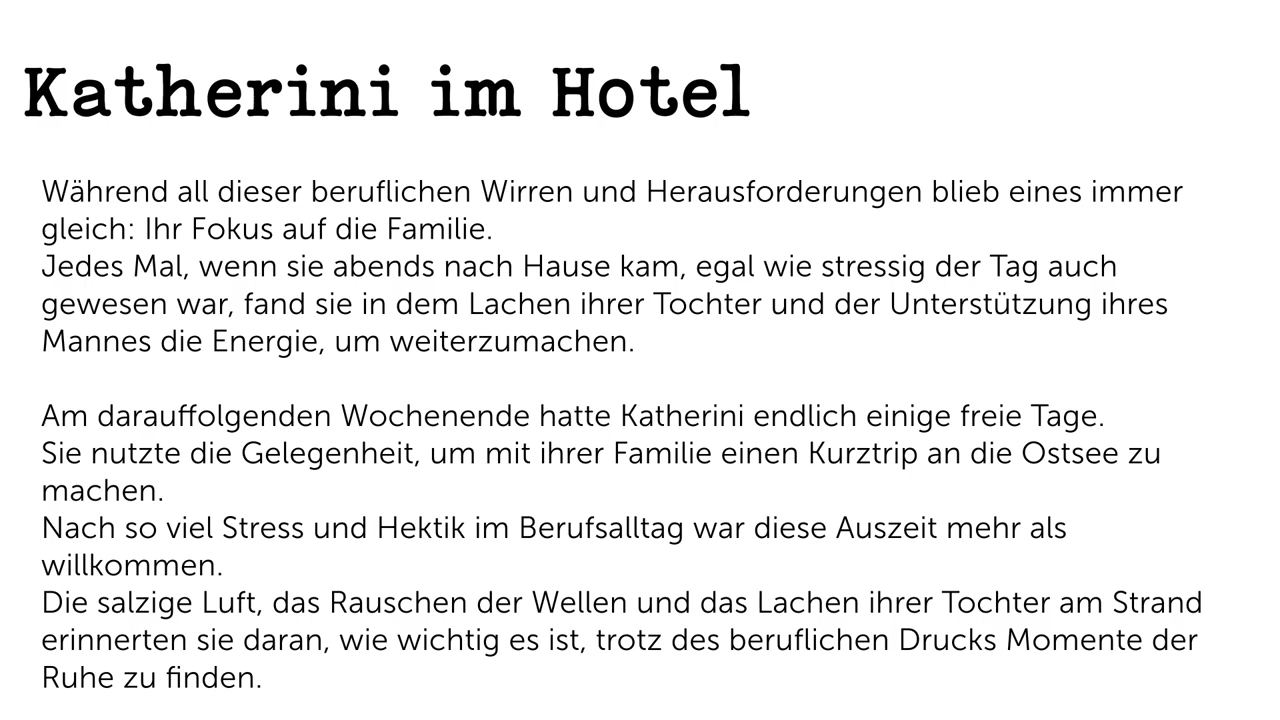 Katherini im Hotel
Während all dieser beruflichen Wirren und Herausforderungen blieb eines immer
gleich: Ihr Fokus auf die Familie.
Jedes Mal, wenn sie abends nach Hause kam, egal wie stressig der Tag auch
gewesen war, fand sie in dem Lachen ihrer Tochter und der Unterstützung ihres
Mannes die Energie, um weiterzumachen.
Am darauffolgenden Wochenende hatte Katherini endlich einige freie Tage.
Sie nutzte die Gelegenheit, um mit ihrer Familie einen Kurztrip an die Ostsee zu
machen.
Nach so viel Stress und Hektik im Berufsalltag war diese Auszeit mehr als
willkommen.
Die salzige Luft, das Rauschen der Wellen und das Lachen ihrer Tochter am Strand
erinnerten sie daran, wie wichtig es ist, trotz des beruflichen Drucks Momente der
Ruhe zu finden.